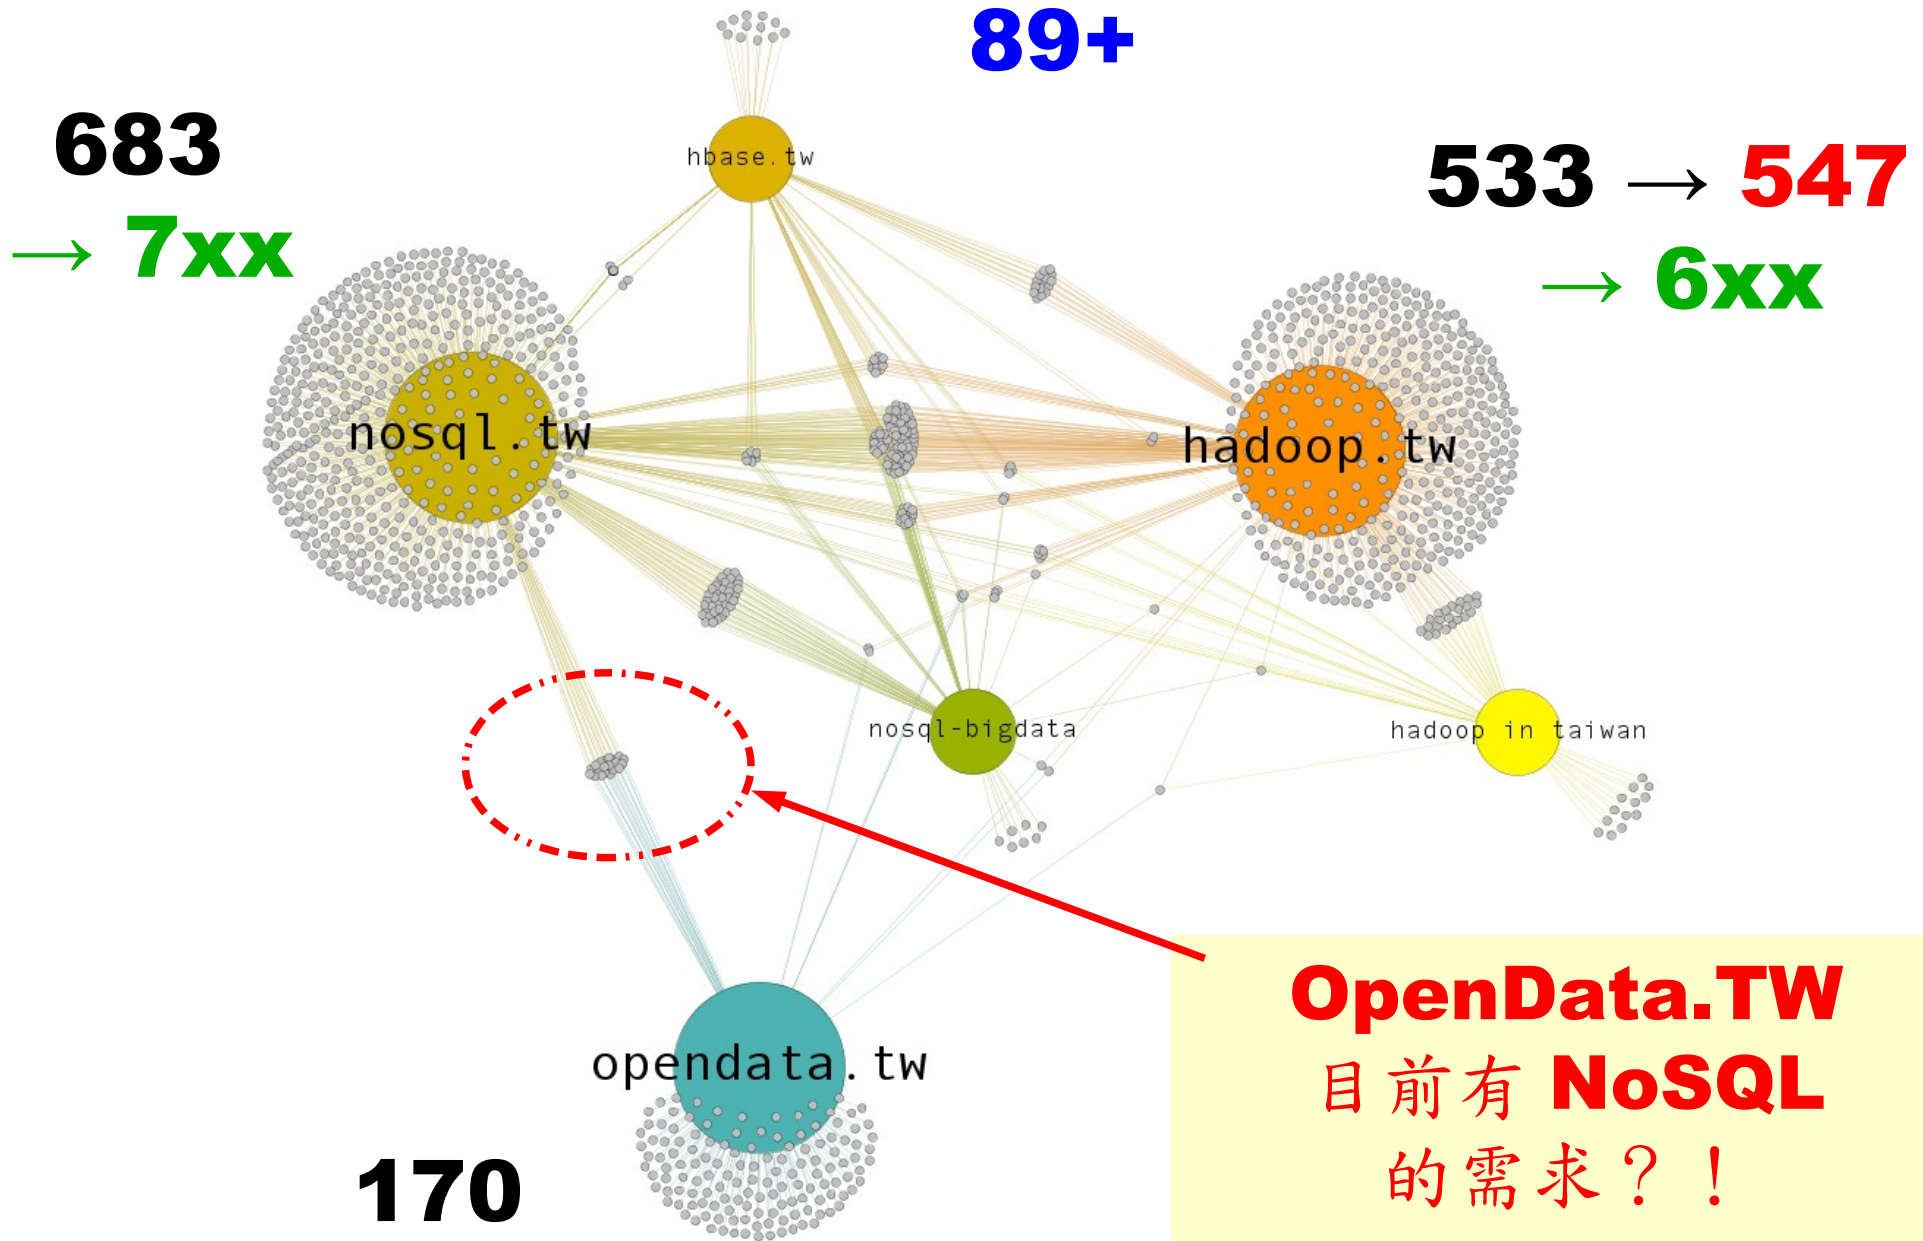 89+
683
→ 7xx
hbase.tw
533 → 547
→ 6xx
nosql.tw
hadoop.tw
nosql-bigdata
hadoop in taiwan
opendata.tw
170
OpenData.TW
目前有 NoSQL
的需求？！